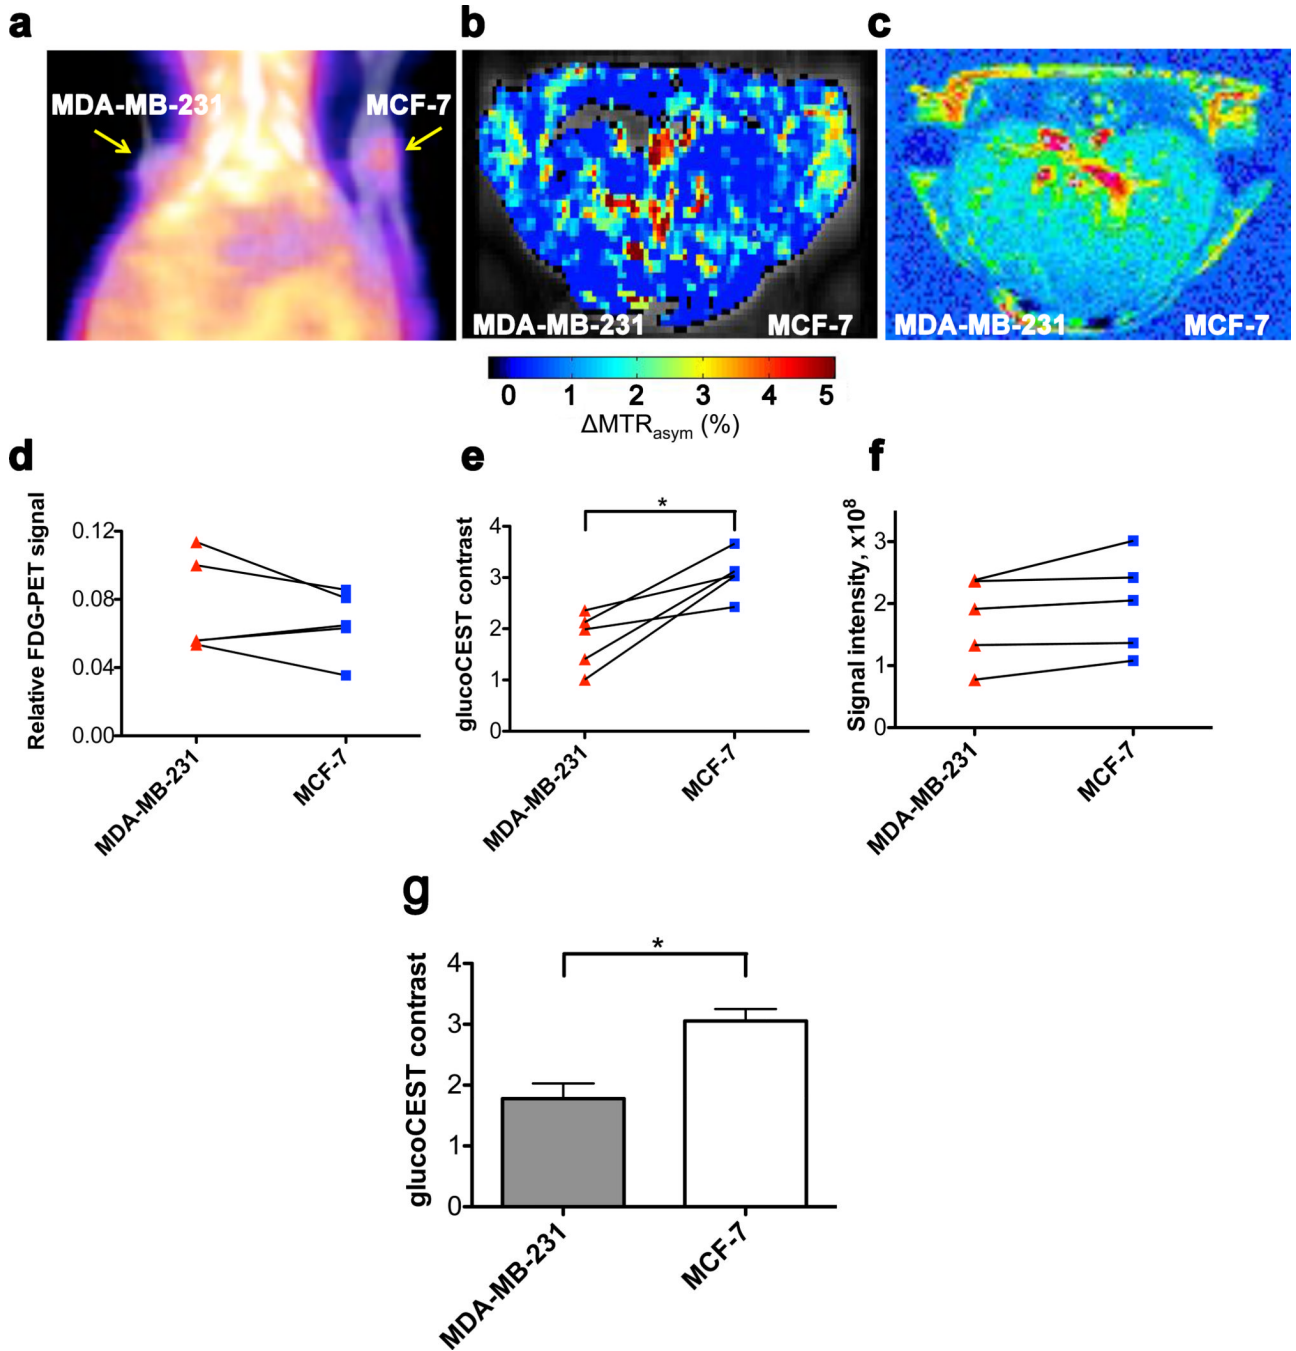 a
b
c
MDA-MB-231
MCF-7
MDA-MB-231
MCF-7
MDA-MB-231
MCF-7
0 1 2 3 4 5
ΔMTRasym (%)
d
e
f
Relative FDG-PET signal
0.12
0.08
0.04
0.00
MDA-MB-231
MCF-7
glucoCEST contrast
4
3
2
1
0
*
MDA-MB-231
MCF-7
Signal intensity, x10⁸
3
2
1
0
MDA-MB-231
MCF-7
g
glucoCEST contrast
4
3
2
1
0
*
MDA-MB-231
MCF-7